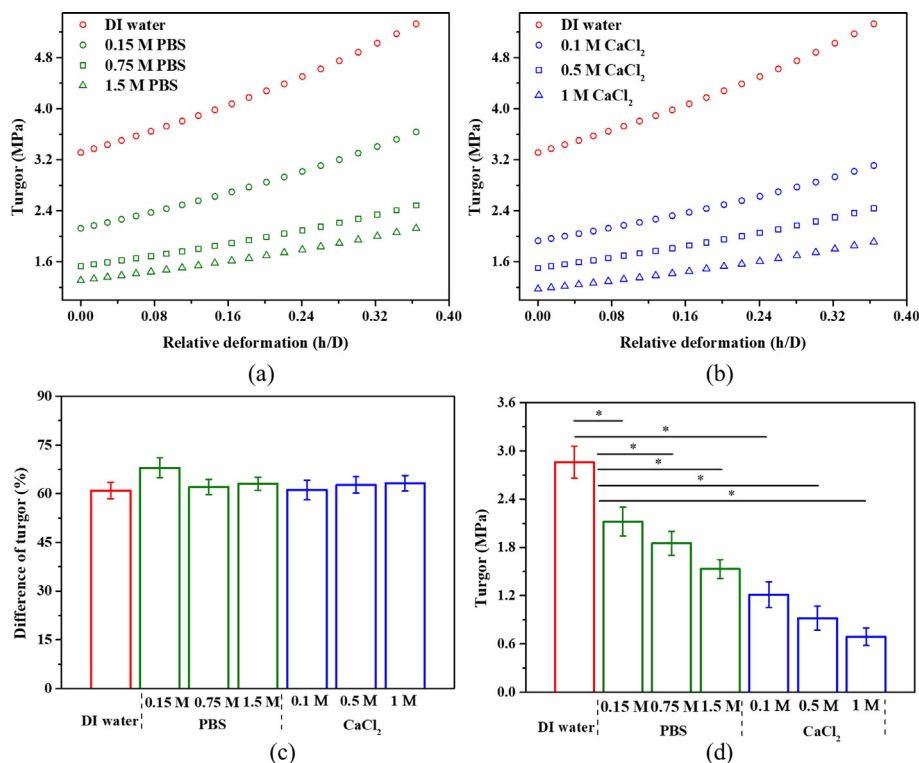 DI water
0.15 M PBS
0.75 M PBS
1.5 M PBS
4.8
4.0
3.2
2.4
1.6
Turgor (MPa)
0.00 0.08 0.16 0.24 0.32 0.40
Relative deformation (h/D)
(a)
DI water
0.1 M CaCl₂
0.5 M CaCl₂
1 M CaCl₂
4.8
4.0
3.2
2.4
1.6
Turgor (MPa)
0.00 0.08 0.16 0.24 0.32 0.40
Relative deformation (h/D)
(b)
90
75
60
45
30
15
0
Difference of turgor (%)
0.15 M 0.75 M 1.5 M 0.1 M 0.5 M 1 M
DI water PBS CaCl₂
(c)
3.6
3.0
2.4
1.8
1.2
0.6
0.0
Turgor (MPa)
*
*
*
*
*
*
0.15 M 0.75 M 1.5 M 0.1 M 0.5 M 1 M
DI water PBS CaCl₂
(d)